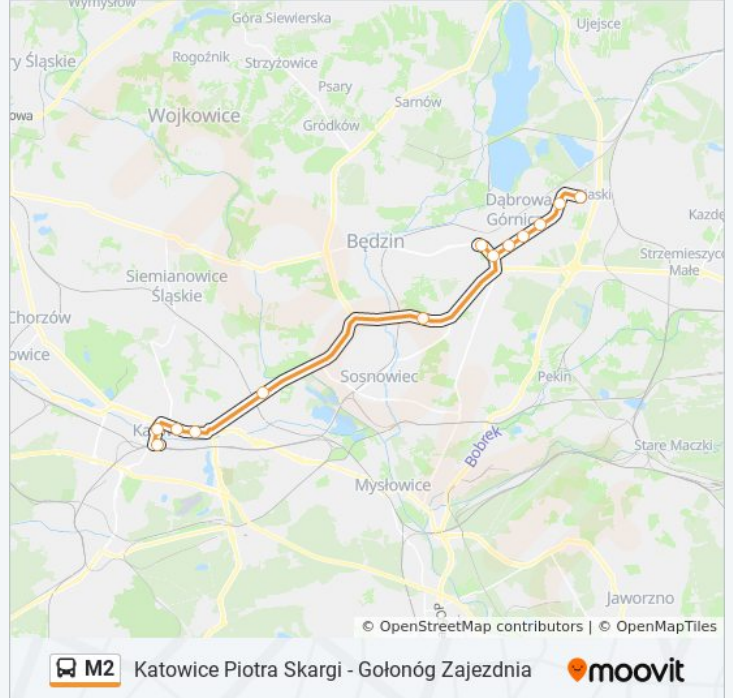 Wymysłów
Góra Siewierska
Ujejsce
Rogoźnik
Strzyżowice
y Śląskie
Psary
Sarnów
owa
Wojkowice
Gródków
Dąbrowa
Górnic
aski
Kazdę
Będzin
Strzemieszyce
Małe
Siemianowice
Śląskie
Chorzów
owice
Sosnowiec
Pekin
Ka
Stare Maczki
Bobrek
Mysłowice
Jaworzno
© OpenStreetMap contributors | © OpenMapTiles
M2 Katowice Piotra Skargi - Gołonóg Zajezdnia
moovit